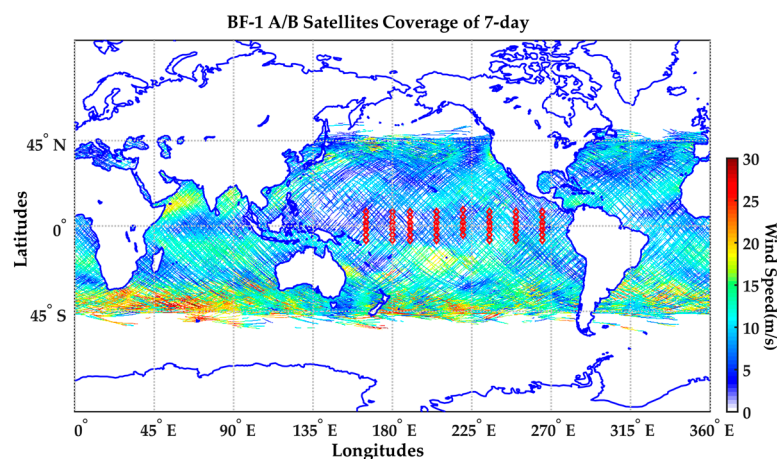 BF-1 A/B Satellites Coverage of 7-day
45° N
0°
45° S
Latitudes
0° 45° E 90° E 135° E 180° E 225° E 270° E 315° E 360° E
Longitudes
30
25
20
15
10
5
0
Wind Speed(m/s)